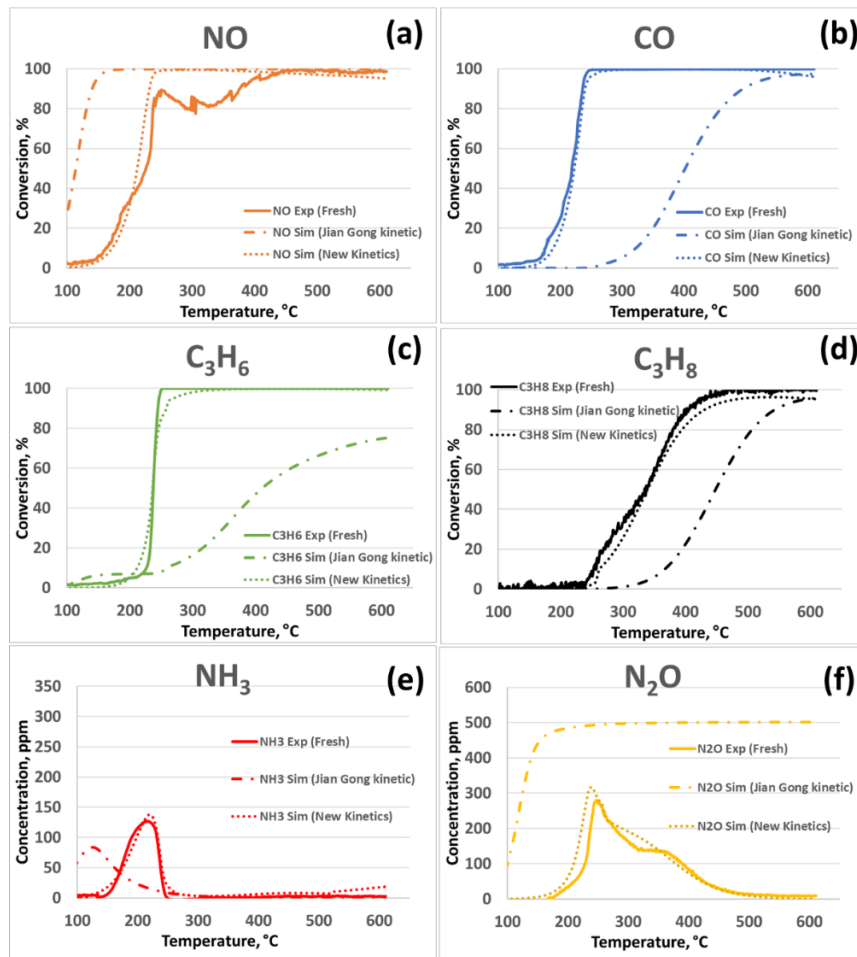 NO
(a)
100
80
60
40
20
0
Conversion, %
NO Exp (Fresh)
NO Sim (Jian Gong kinetic)
NO Sim (New Kinetics)
100 200 300 400 500 600
Temperature, °C
CO
(b)
100
80
60
40
20
0
Conversion, %
CO Exp (Fresh)
CO Sim (Jian Gong kinetic)
CO Sim (New Kinetics)
100 200 300 400 500 600
Temperature, °C
C₃H₆
(c)
100
80
60
40
20
0
Conversion, %
C3H6 Exp (Fresh)
C3H6 Sim (Jian Gong kinetic)
C3H6 Sim (New Kinetics)
100 200 300 400 500 600
Temperature, °C
C₃H₈
(d)
100
80
60
40
20
0
Conversion, %
C3H8 Exp (Fresh)
C3H8 Sim (Jian Gong kinetic)
C3H8 Sim (New Kinetics)
100 200 300 400 500 600
Temperature, °C
NH₃
(e)
350
300
250
200
150
100
50
0
Concentration, ppm
NH3 Exp (Fresh)
NH3 Sim (Jian Gong kinetic)
NH3 Sim (New Kinetics)
100 200 300 400 500 600
Temperature, °C
N₂O
(f)
600
500
400
300
200
100
0
Concentration, ppm
N2O Exp (Fresh)
N2O Sim (Jian Gong kinetic)
N2O Sim (New Kinetics)
100 200 300 400 500 600
Temperature, °C